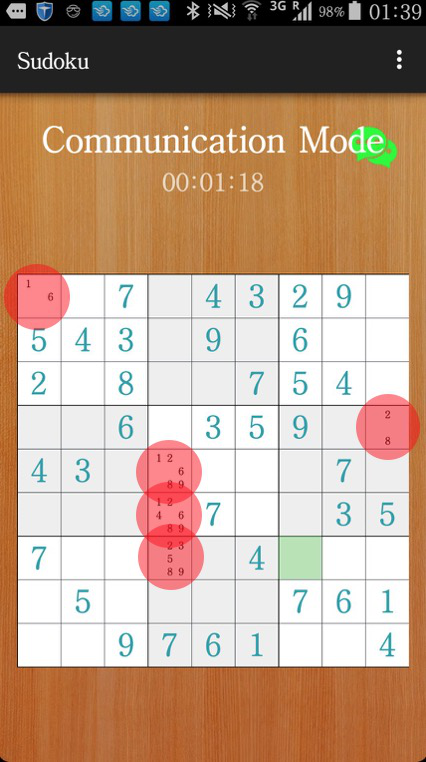 3G R 98% 01:39
Sudoku
Communication Mode
00:01:18
1 6 7 4 3 2 9
5 4 3 9 6
2 8 7 5 4
6 3 5 9 2 8
4 3 1 2 6 8 9 7
1 2 4 6 8 9 7 3 5
7 2 3 5 8 9 4
5 7 6 1
9 7 6 1 4